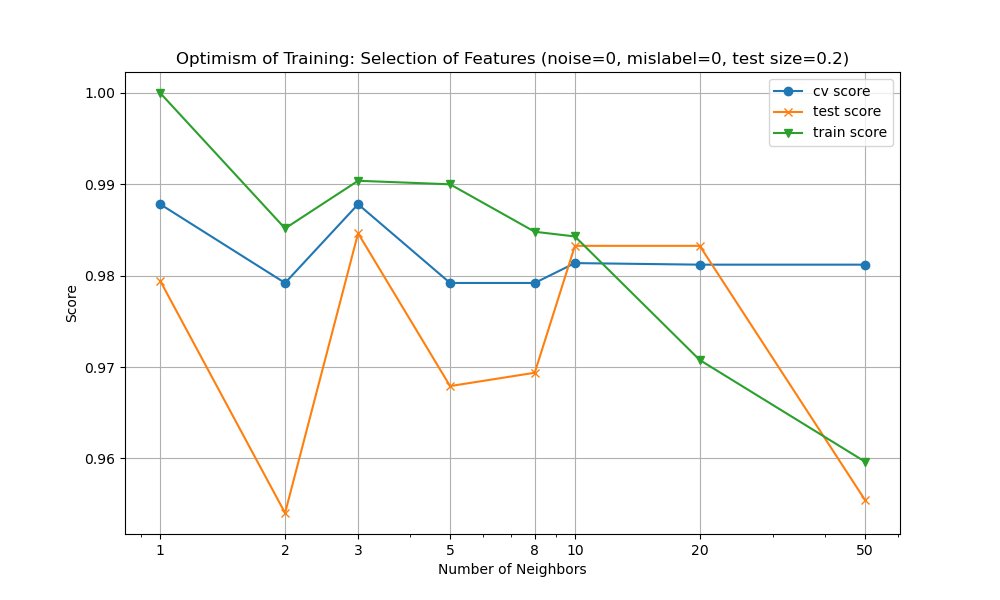 Optimism of Training: Selection of Features (noise=0, mislabel=0, test size=0.2)
cv score
test score
train score
1.00
0.99
0.98
0.97
0.96
Score
1 2 3 5 8 10 20 50
Number of Neighbors